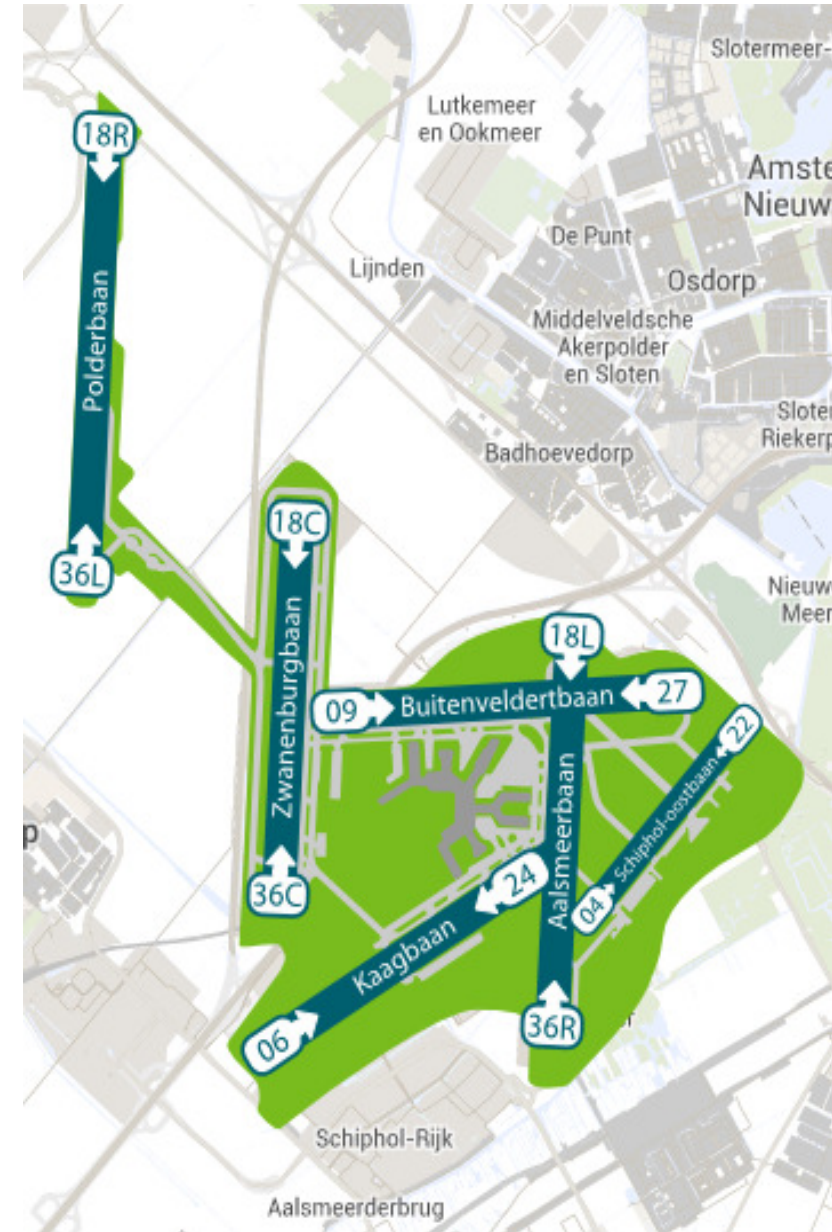 Slotermeer-
Lutkemeer
en Ookmeer
18R
Amste
Nieuw
De Punt
Lijnden
Osdorp
Polderbaan
Middelveldsche
Akerpolder
en Sloten
Sloter
Riekerp
Badhoevedorp
18C
36L
Nieuw
Meer
18L
Zwanenburgbaan
09
Buitenveldertbaan
27
22
Aalsmeerbaan
Schiphol-oostbaan
p
36C
24
04
Kaagbaan
06
36R
er
Schiphol-Rijk
Aalsmeerderbrug